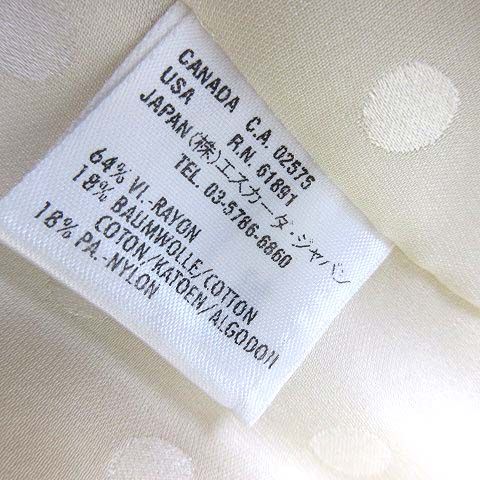 CANADA C.A. 02575
USA R.N. 61891
JAPAN(株)エスカーダ・ジャパン
TEL. 03-5786-6860
64% VI.-RAYON
18% BAUMWOLLE/COTTON
COTON/KATOEN/ALGODON
18% PA.-NYLON